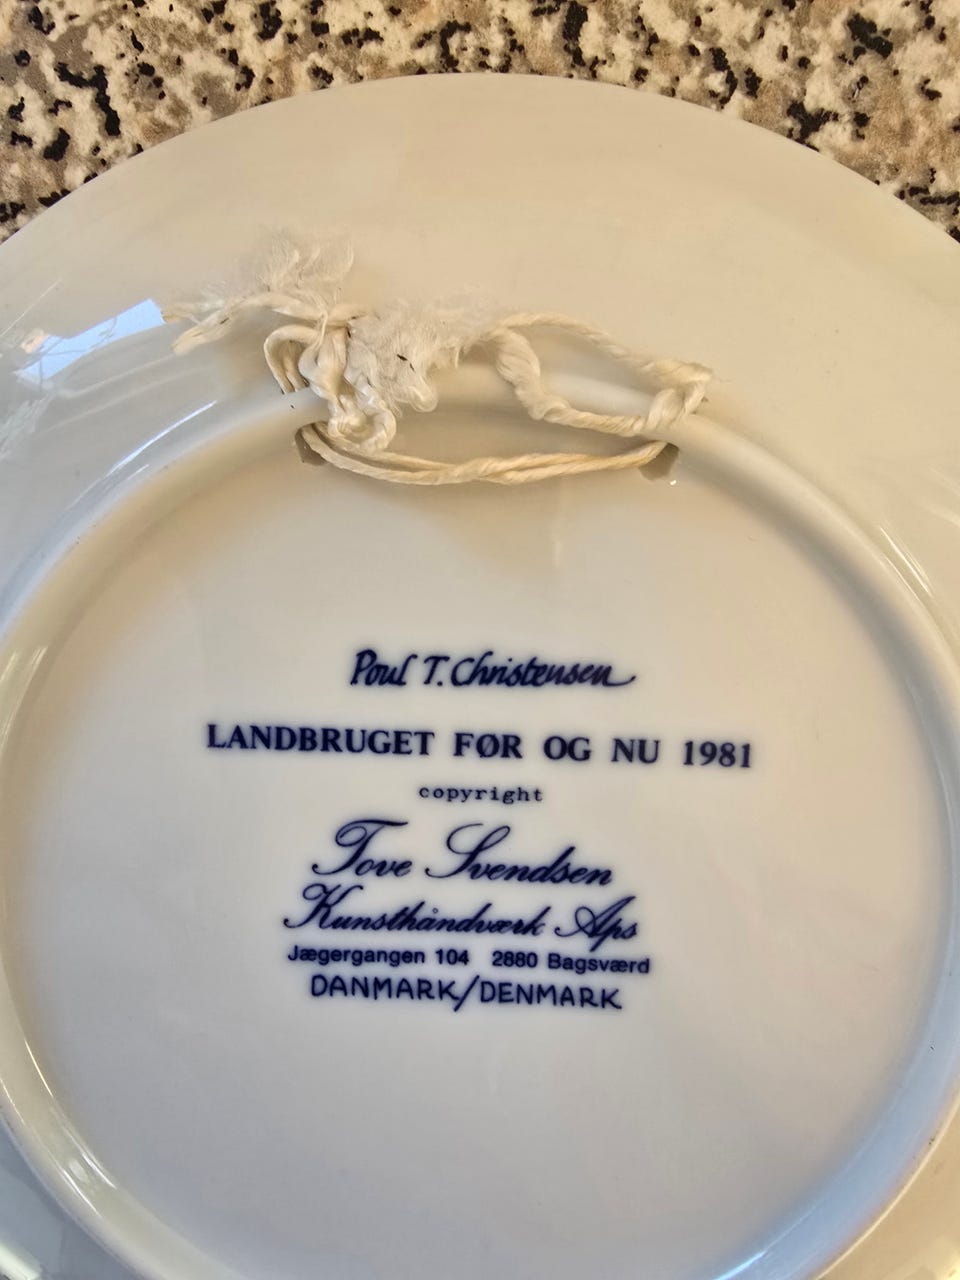 Poul T. Christensen
LANDBRUGET FØR OG NU 1981
copyright
Tove Svendsen
Kunsthåndværk Aps
Jægergangen 104 2880 Bagsværd
DANMARK/DENMARK